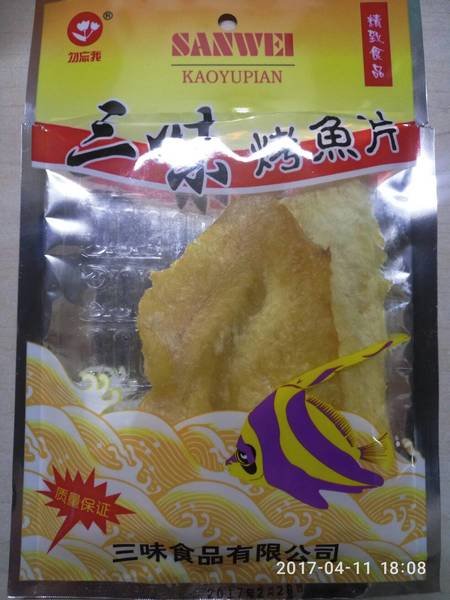 勿忘我®
SANWEI
KAOYUPIAN
精致食品
三味烤魚片
质量保证
三味食品有限公司
2017-04-11 18:08